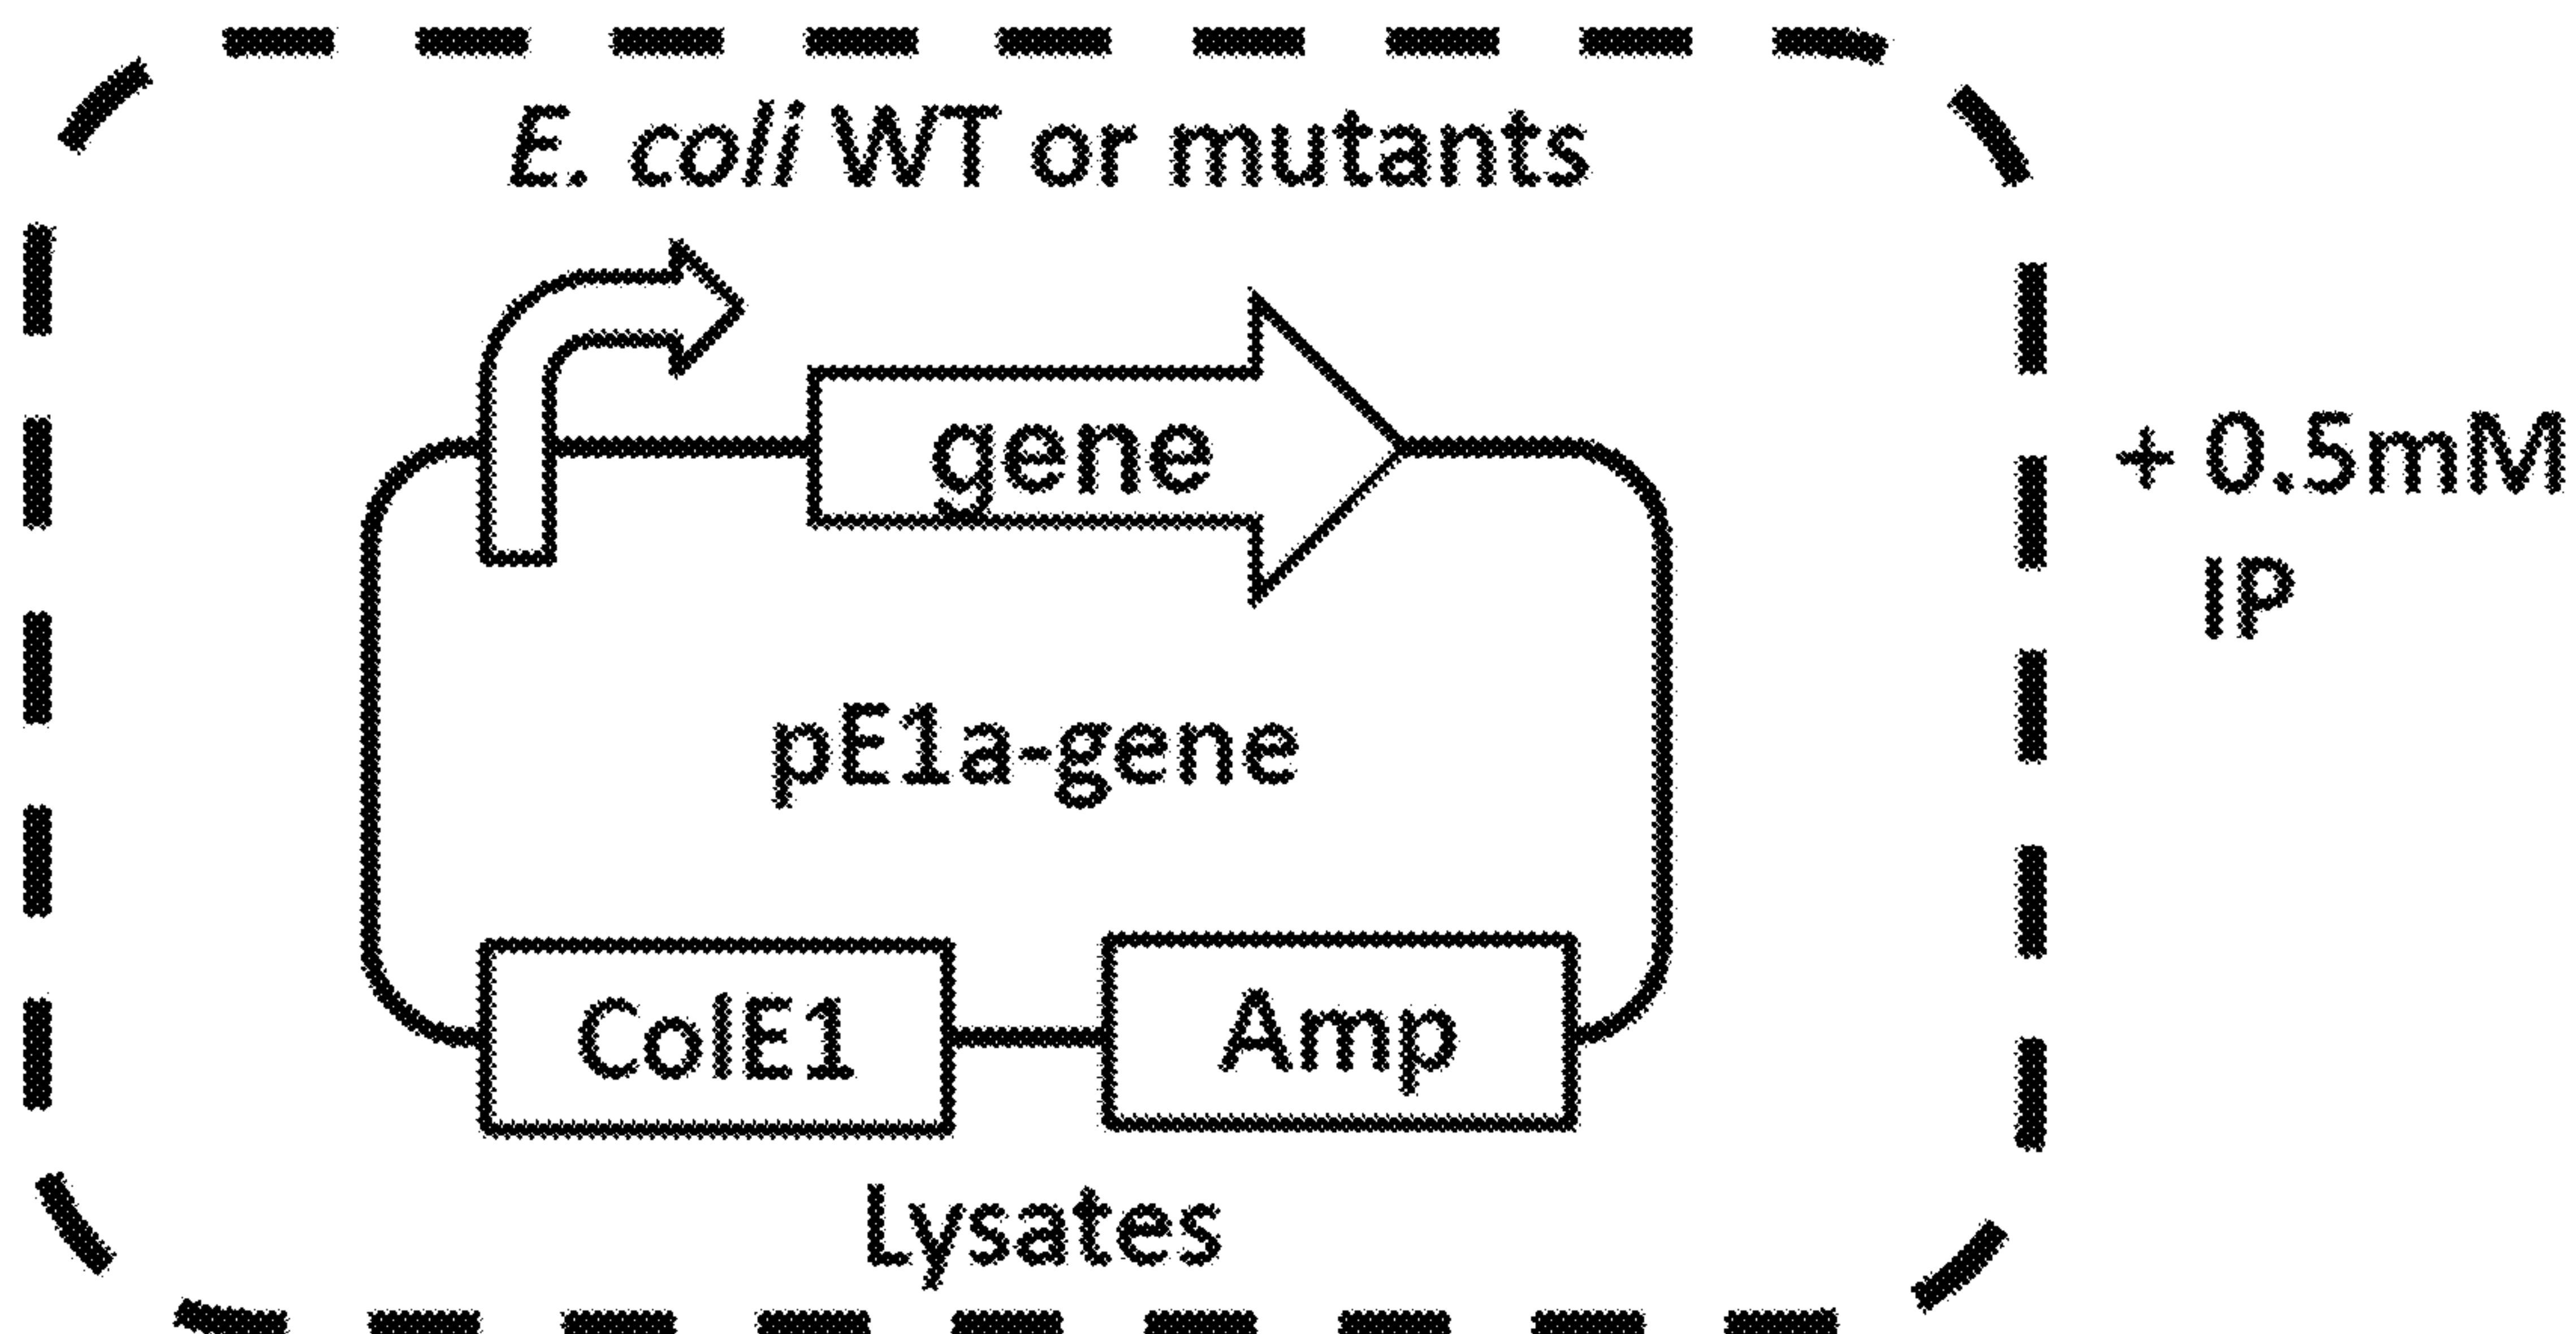 E. coli WT or mutants
gene
+ 0.5mM
IP
pE1a-gene
ColE1
Amp
Lysates